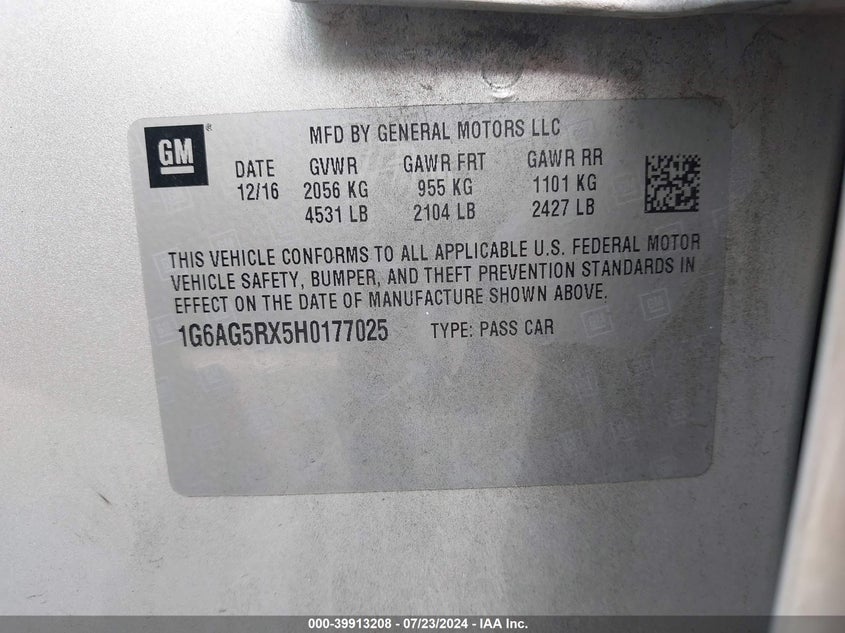 GM ®
MFD BY GENERAL MOTORS LLC
DATE GVWR GAWR FRT GAWR RR
12/16 2056 KG 955 KG 1101 KG
4531 LB 2104 LB 2427 LB
THIS VEHICLE CONFORMS TO ALL APPLICABLE U.S. FEDERAL MOTOR
VEHICLE SAFETY, BUMPER, AND THEFT PREVENTION STANDARDS IN
EFFECT ON THE DATE OF MANUFACTURE SHOWN ABOVE.
1G6AG5RX5H0177025 TYPE: PASS CAR
000-39913208 - 07/23/2024 - IAA Inc.